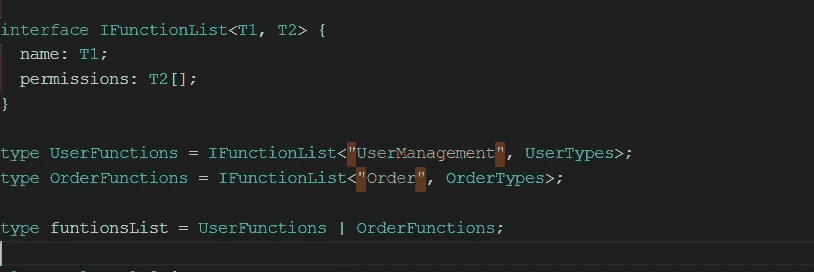 interface IFunctionList<T1, T2> {
name: T1;
permissions: T2[];
}
type UserFunctions = IFunctionList<"UserManagement", UserTypes>;
type OrderFunctions = IFunctionList<"Order", OrderTypes>;
type funtionsList = UserFunctions | OrderFunctions;